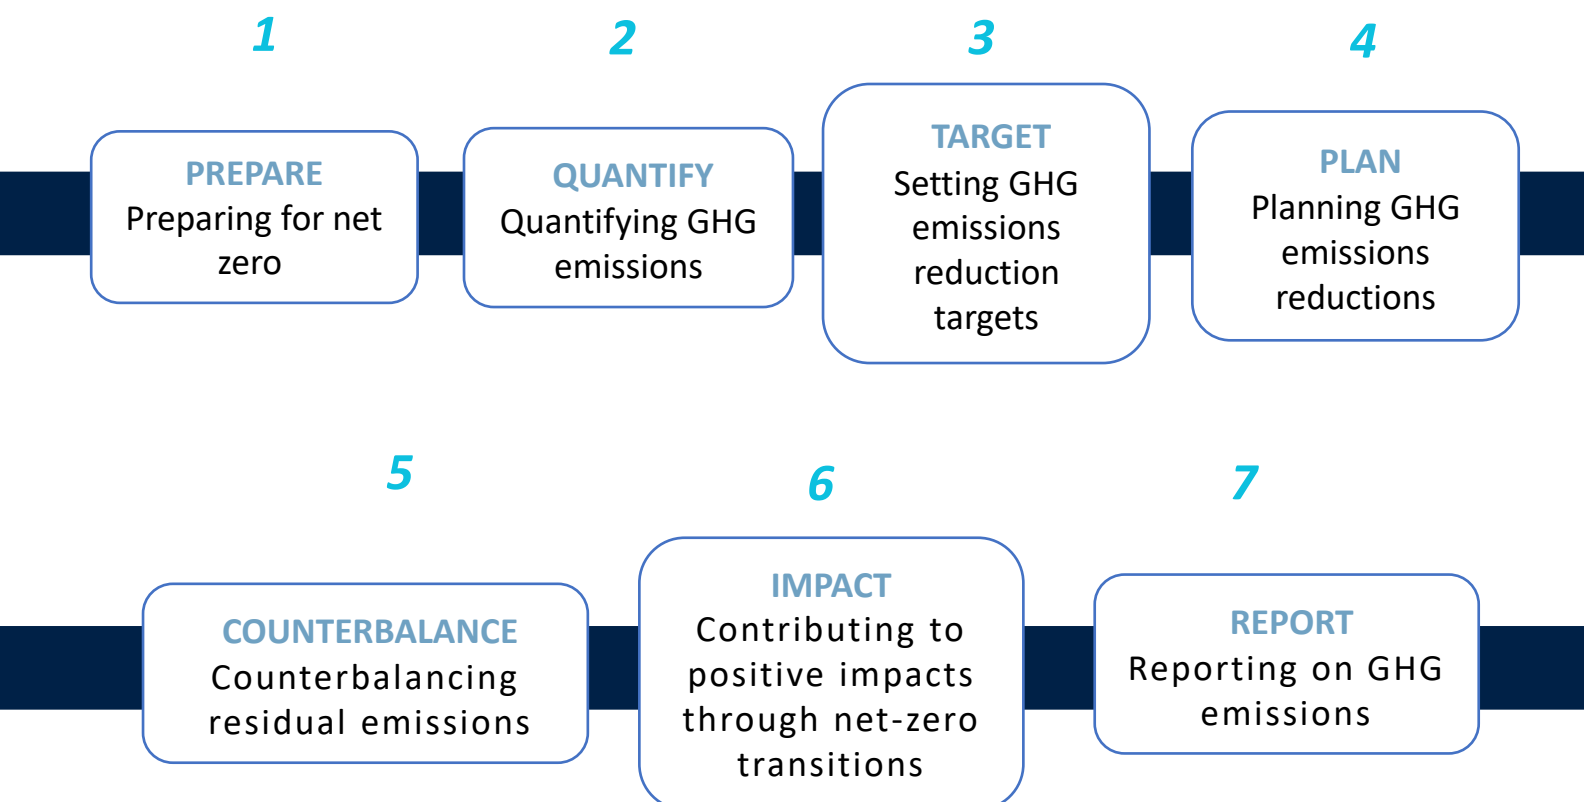 1
2
3
4
PREPARE
Preparing for net
zero
QUANTIFY
Quantifying GHG
emissions
TARGET
Setting GHG
emissions
reduction
targets
PLAN
Planning GHG
emissions
reductions
5
6
7
COUNTERBALANCE
Counterbalancing
residual emissions
IMPACT
Contributing to
positive impacts
through net-zero
transitions
REPORT
Reporting on GHG
emissions